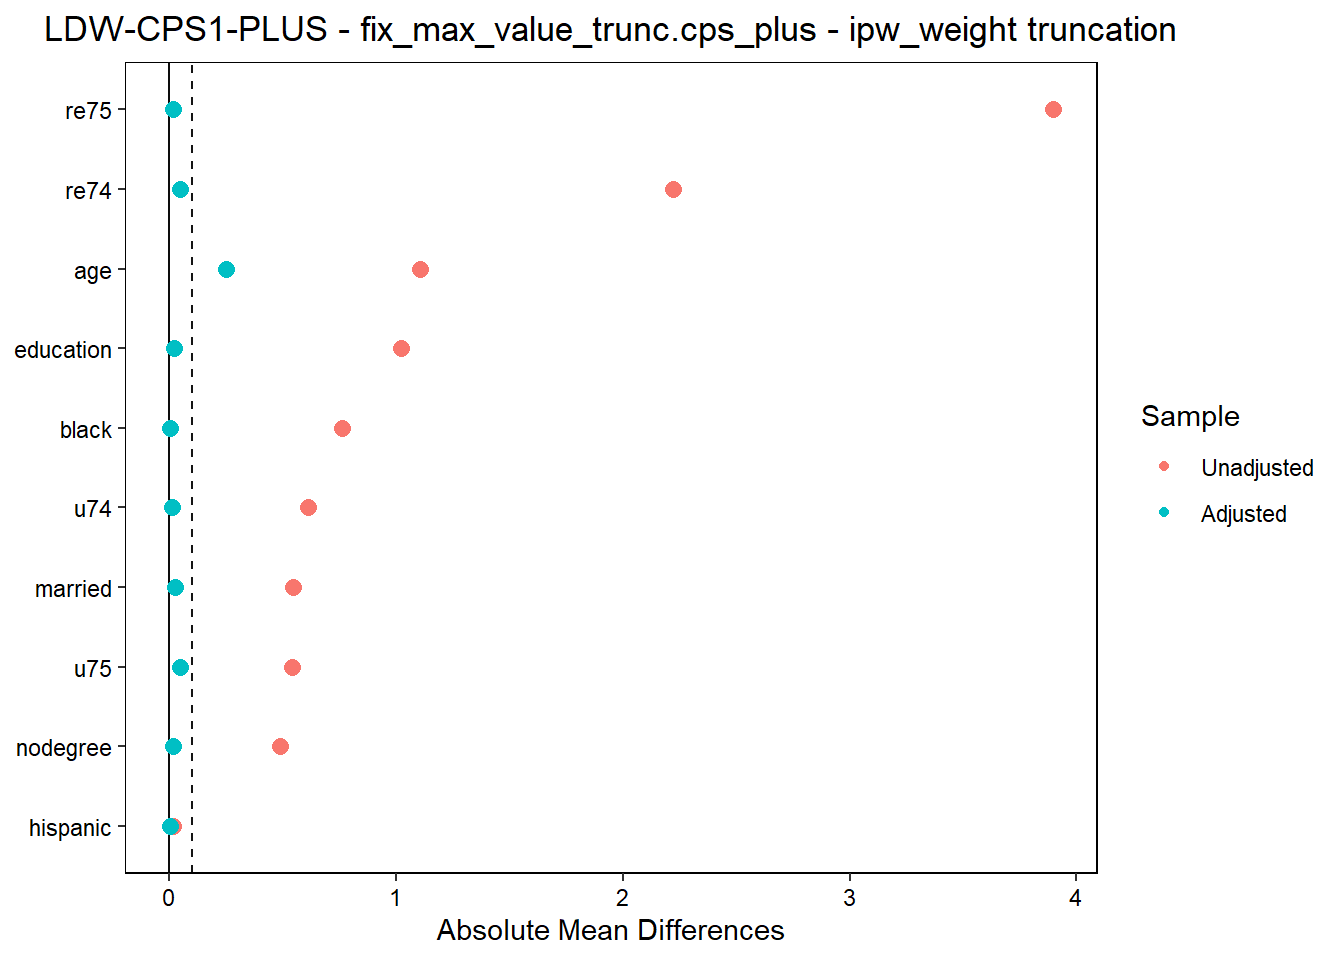 LDW-CPS1-PLUS - fix_max_value_trunc.cps_plus - ipw_weight truncation
re75
re74
age
education
black
u74
married
u75
nodegree
hispanic
0 1 2 3 4
Absolute Mean Differences
Sample
Unadjusted
Adjusted